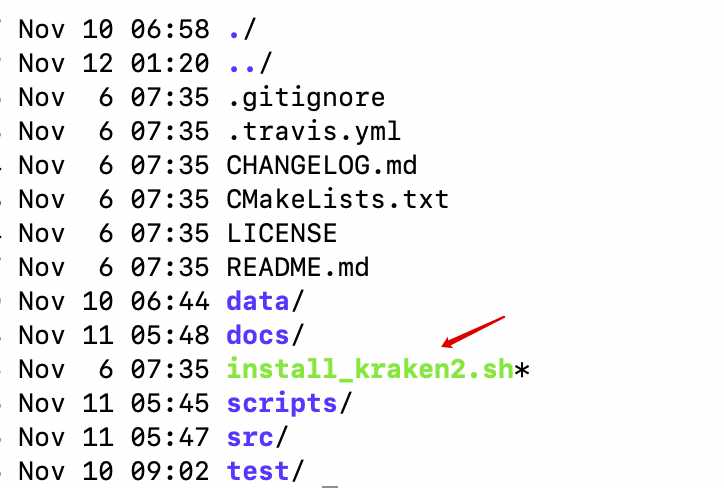 Nov 10 06:58 ./
Nov 12 01:20 ../
Nov  6 07:35 .gitignore
Nov  6 07:35 .travis.yml
Nov  6 07:35 CHANGELOG.md
Nov  6 07:35 CMakeLists.txt
Nov  6 07:35 LICENSE
Nov  6 07:35 README.md
Nov 10 06:44 data/
Nov 11 05:48 docs/
Nov  6 07:35 install_kraken2.sh*
Nov 11 05:45 scripts/
Nov 11 05:47 src/
Nov 10 09:02 test/